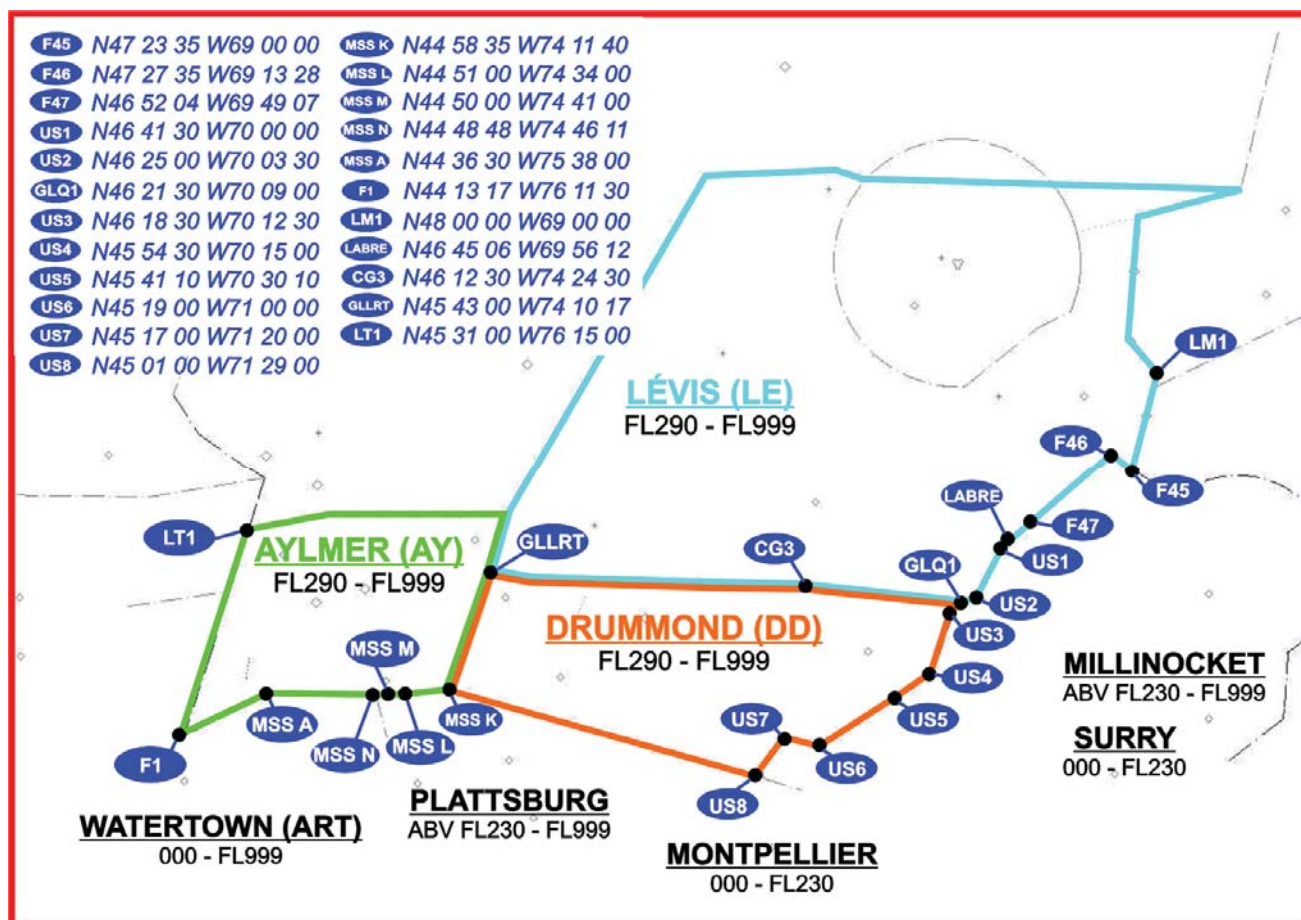 F45 N47 23 35 W69 00 00
F46 N47 27 35 W69 13 28
F47 N46 52 04 W69 49 07
US1 N46 41 30 W70 00 00
US2 N46 25 00 W70 03 30
GLQ1 N46 21 30 W70 09 00
US3 N46 18 30 W70 12 30
US4 N45 54 30 W70 15 00
US5 N45 41 10 W70 30 10
US6 N45 19 00 W71 00 00
US7 N45 17 00 W71 20 00
US8 N45 01 00 W71 29 00
MSS K N44 58 35 W74 11 40
MSS L N44 51 00 W74 34 00
MSS M N44 50 00 W74 41 00
MSS N N44 48 48 W74 46 11
MSS A N44 36 30 W75 38 00
F1 N44 13 17 W76 11 30
LM1 N48 00 00 W69 00 00
LABRE N46 45 06 W69 56 12
CG3 N46 12 30 W74 24 30
GLLRT N45 43 00 W74 10 17
LT1 N45 31 00 W76 15 00
LM1
LÉVIS (LE)
FL290 - FL999
F46
F45
LABRE
F47
LT1
AYLMER (AY)
FL290 - FL999
GLLRT
CG3
US1
GLQ1
US2
US3
DRUMMOND (DD)
FL290 - FL999
MSS M
US4
MILLINOCKET
ABV FL230 - FL999
US5
MSS A
MSS K
US7
SURRY
000 - FL230
MSS N
MSS L
US6
F1
PLATTSBURG
ABV FL230 - FL999
US8
WATERTOWN (ART)
000 - FL999
MONTPELLIER
000 - FL230